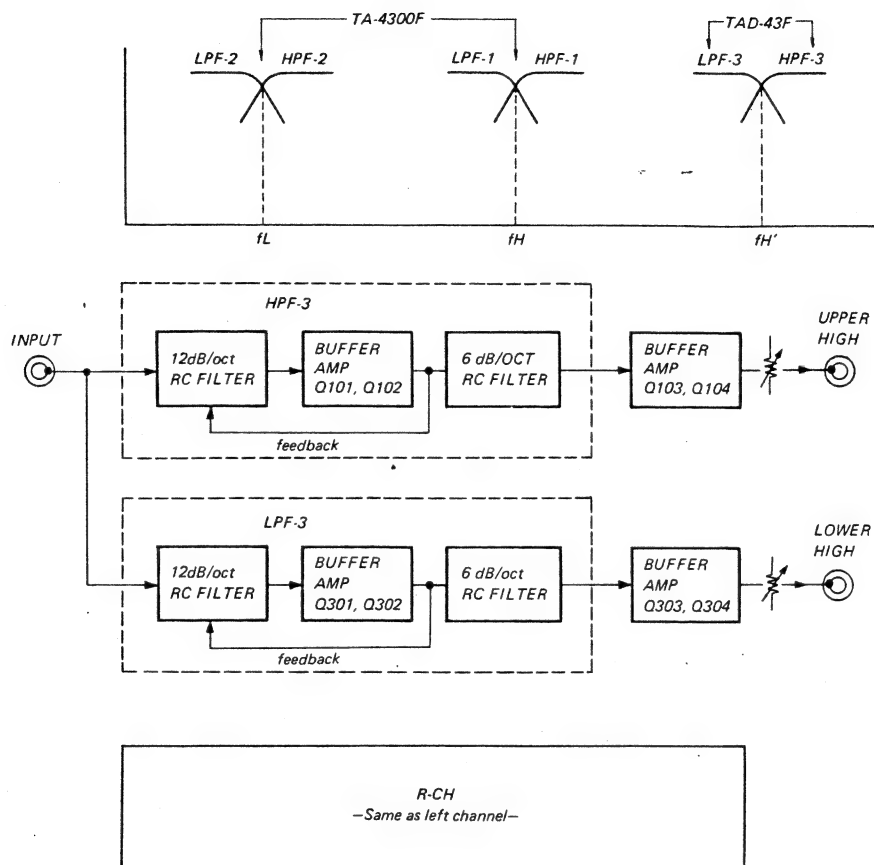 TA-4300F
TAD-43F
LPF-2
HPF-2
LPF-1
HPF-1
LPF-3
HPF-3
fL
fH
fH'
HPF-3
INPUT
12dB/oct
RC FILTER
BUFFER
AMP
Q101, Q102
6 dB/OCT
RC FILTER
BUFFER
AMP
Q103, Q104
UPPER
HIGH
feedback
LPF-3
12dB/oct
RC FILTER
BUFFER
AMP
Q301, Q302
6 dB/oct
RC FILTER
BUFFER
AMP
Q303, Q304
LOWER
HIGH
feedback
R-CH
—Same as left channel—